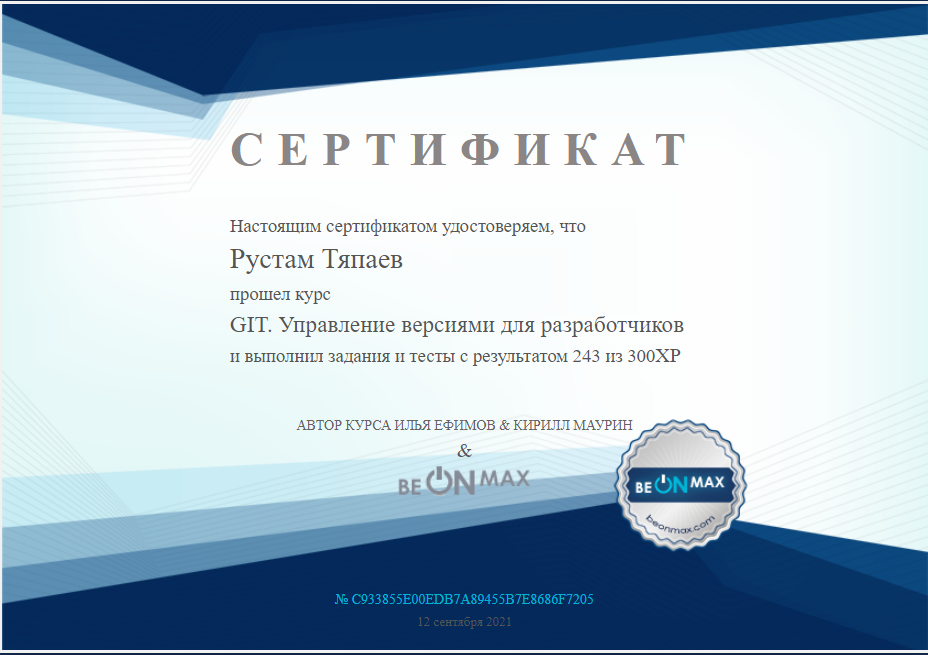 СЕРТИФИКАТ
Настоящим сертификатом удостоверяем, что
Рустам Тяпаев
прошел курс
GIT. Управление версиями для разработчиков
и выполнил задания и тесты с результатом 243 из 300XP
АВТОР КУРСА ИЛЬЯ ЕФИМОВ & КИРИЛЛ МАУРИН
&
BE ON MAX
BE ON MAX
beonmax.com
№ C933855E00EDB7A89455B7E8686F7205
12 сентября 2021